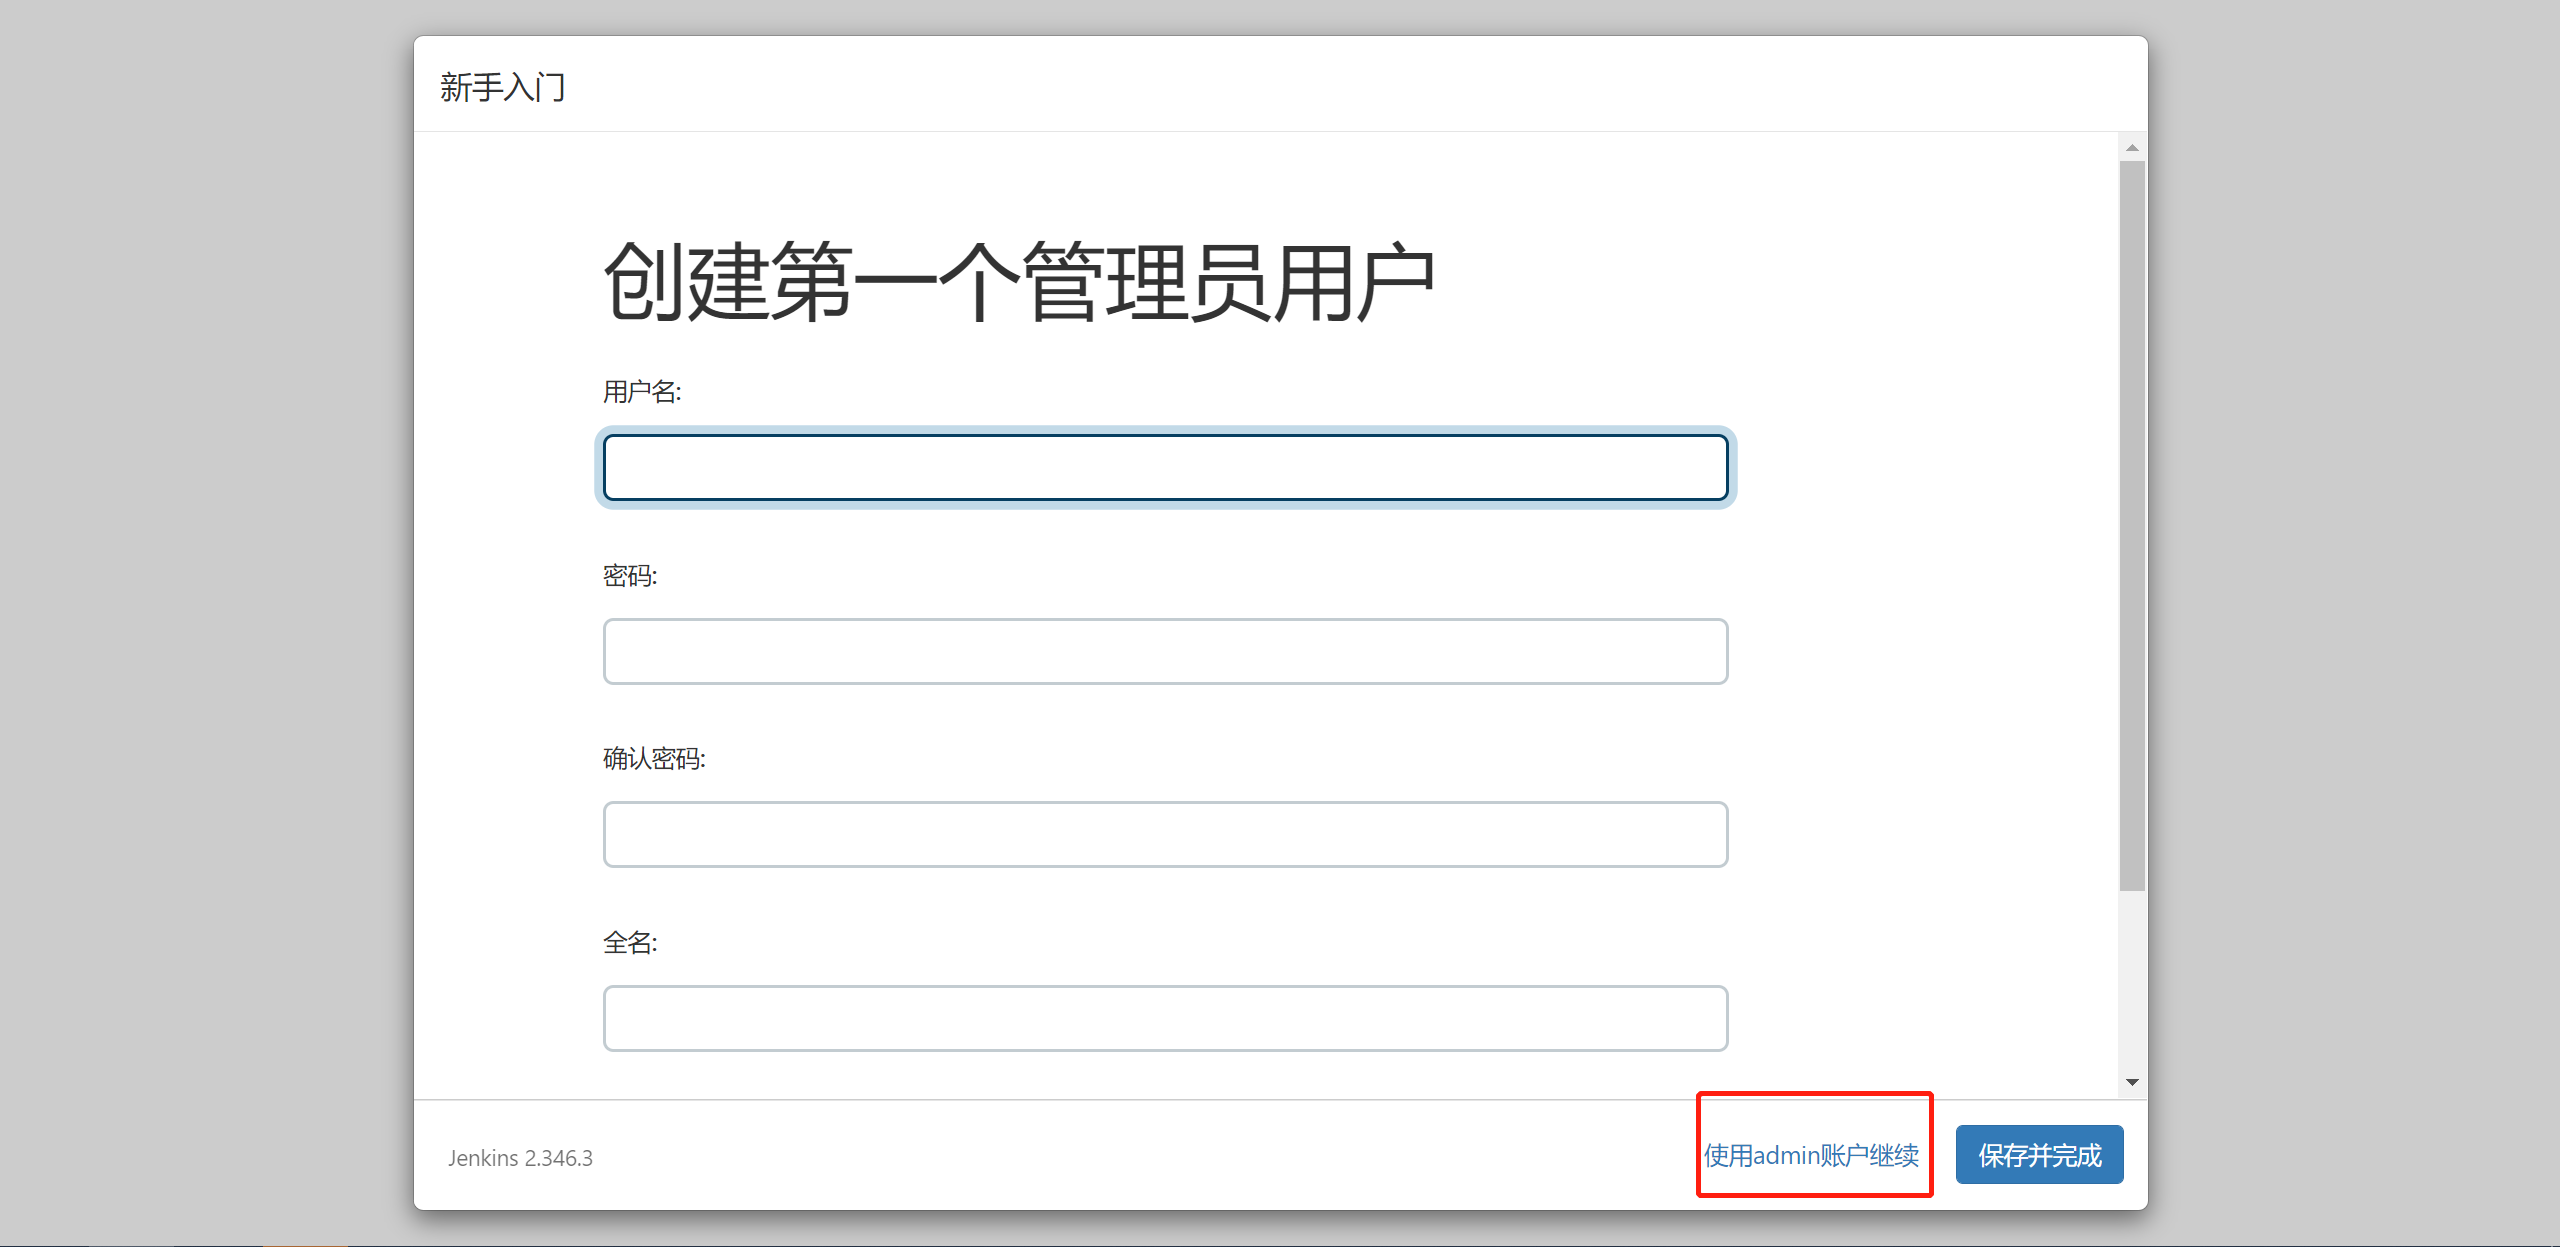 新手入门
创建第一个管理员用户
用户名:
密码:
确认密码:
全名:
Jenkins 2.346.3
使用admin账户继续
保存并完成